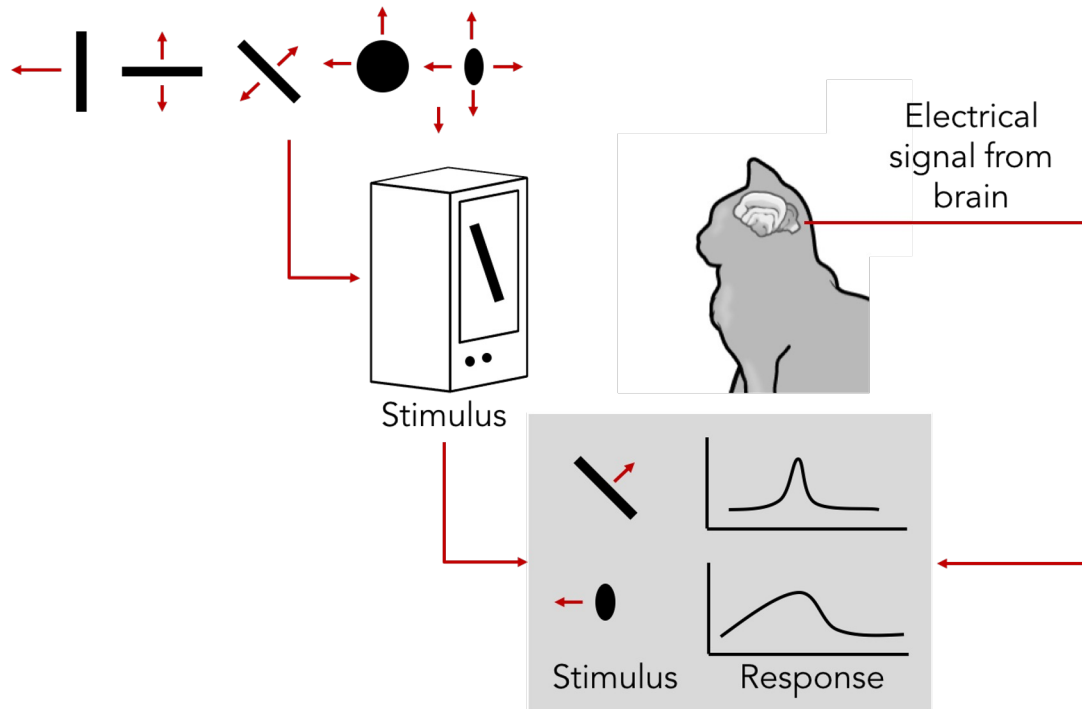 Electrical
signal from
brain
Stimulus
Stimulus
Response